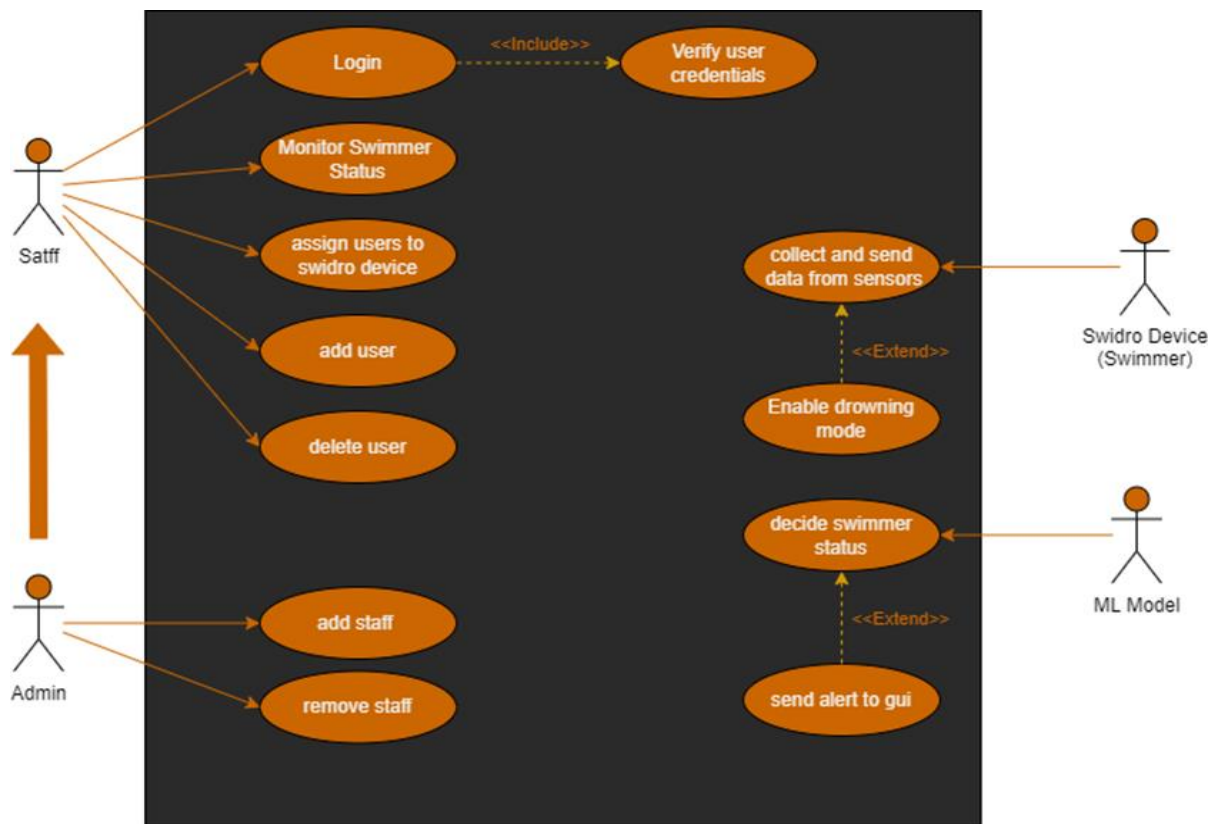 Login
<<Include>>
Verify user
credentials
Monitor Swimmer
Status
Satff
assign users to
swidro device
collect and send
data from sensors
Swidro Device
(Swimmer)
add user
<<Extend>>
Enable drowning
mode
delete user
decide swimmer
status
ML Model
add staff
<<Extend>>
Admin
remove staff
send alert to gui